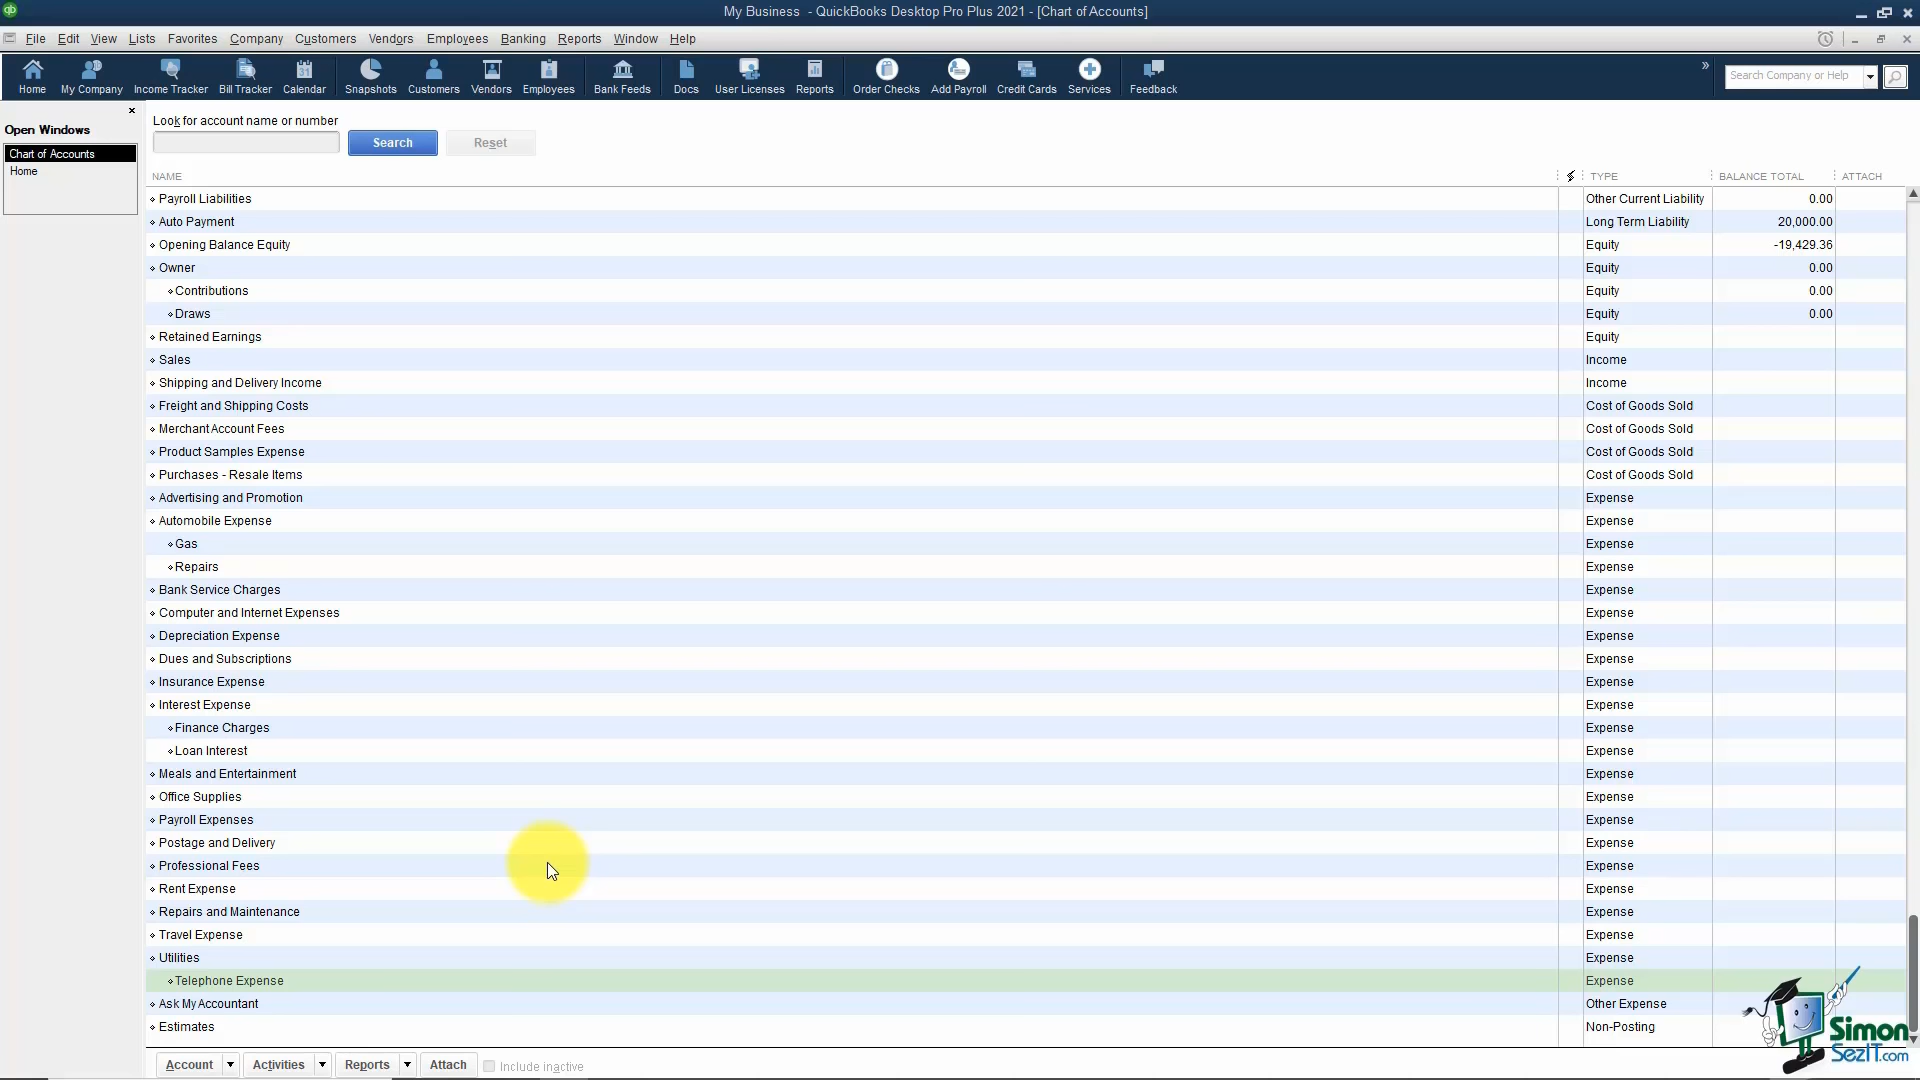 My Business - QuickBooks Desktop Pro Plus 2021 - [Chart of Accounts]
File Edit View Lists Favorites Company Customers Vendors Employees Banking Reports Window Help
Home My Company Income Tracker Bill Tracker Calendar Snapshots Customers Vendors Employees Bank Feeds Docs User Licenses Reports Order Checks Add Payroll Credit Cards Services Feedback
» Search Company or Help
Open Windows
Chart of Accounts
Home
Look for account name or number
Search Reset
NAME TYPE BALANCE TOTAL ATTACH
Payroll Liabilities Other Current Liability 0.00
Auto Payment Long Term Liability 20,000.00
Opening Balance Equity Equity -19,429.36
Owner Equity 0.00
Contributions Equity 0.00
Draws Equity 0.00
Retained Earnings Equity
Sales Income
Shipping and Delivery Income Income
Freight and Shipping Costs Cost of Goods Sold
Merchant Account Fees Cost of Goods Sold
Product Samples Expense Cost of Goods Sold
Purchases - Resale Items Cost of Goods Sold
Advertising and Promotion Expense
Automobile Expense Expense
Gas Expense
Repairs Expense
Bank Service Charges Expense
Computer and Internet Expenses Expense
Depreciation Expense Expense
Dues and Subscriptions Expense
Insurance Expense Expense
Interest Expense Expense
Finance Charges Expense
Loan Interest Expense
Meals and Entertainment Expense
Office Supplies Expense
Payroll Expenses Expense
Postage and Delivery Expense
Professional Fees Expense
Rent Expense Expense
Repairs and Maintenance Expense
Travel Expense Expense
Utilities Expense
Telephone Expense Expense
Ask My Accountant Other Expense
Estimates Non-Posting
Account Activities Reports Attach Include inactive
Simon
SezIT.com